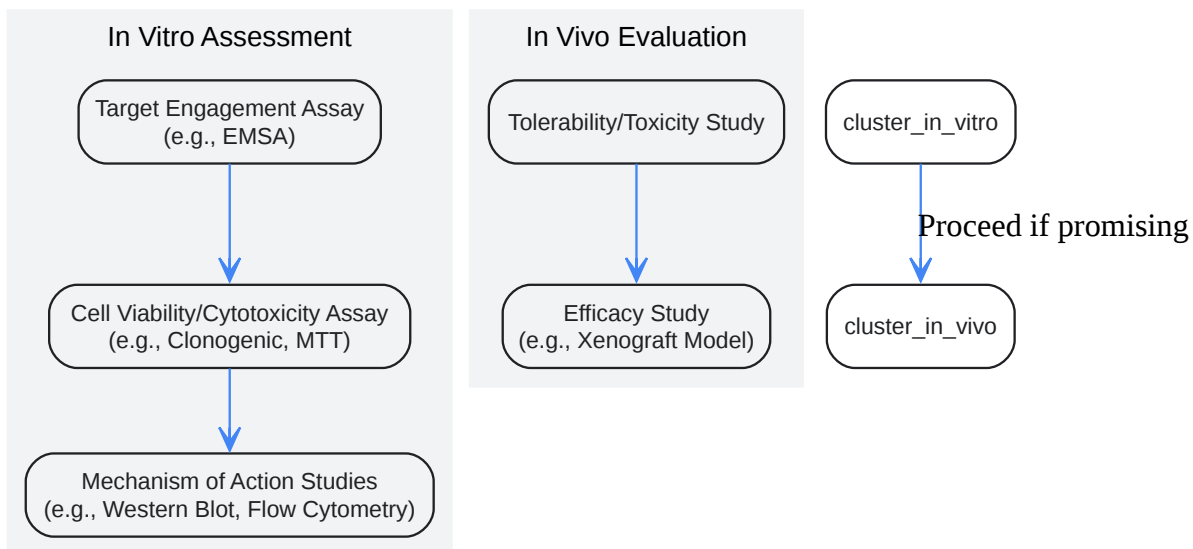 In Vitro Assessment
Target Engagement Assay
(e.g., EMSA)
Cell Viability/Cytotoxicity Assay
(e.g., Clonogenic, MTT)
Mechanism of Action Studies
(e.g., Western Blot, Flow Cytometry)
In Vivo Evaluation
Tolerability/Toxicity Study
Efficacy Study
(e.g., Xenograft Model)
cluster_in_vitro
Proceed if promising
cluster_in_vivo